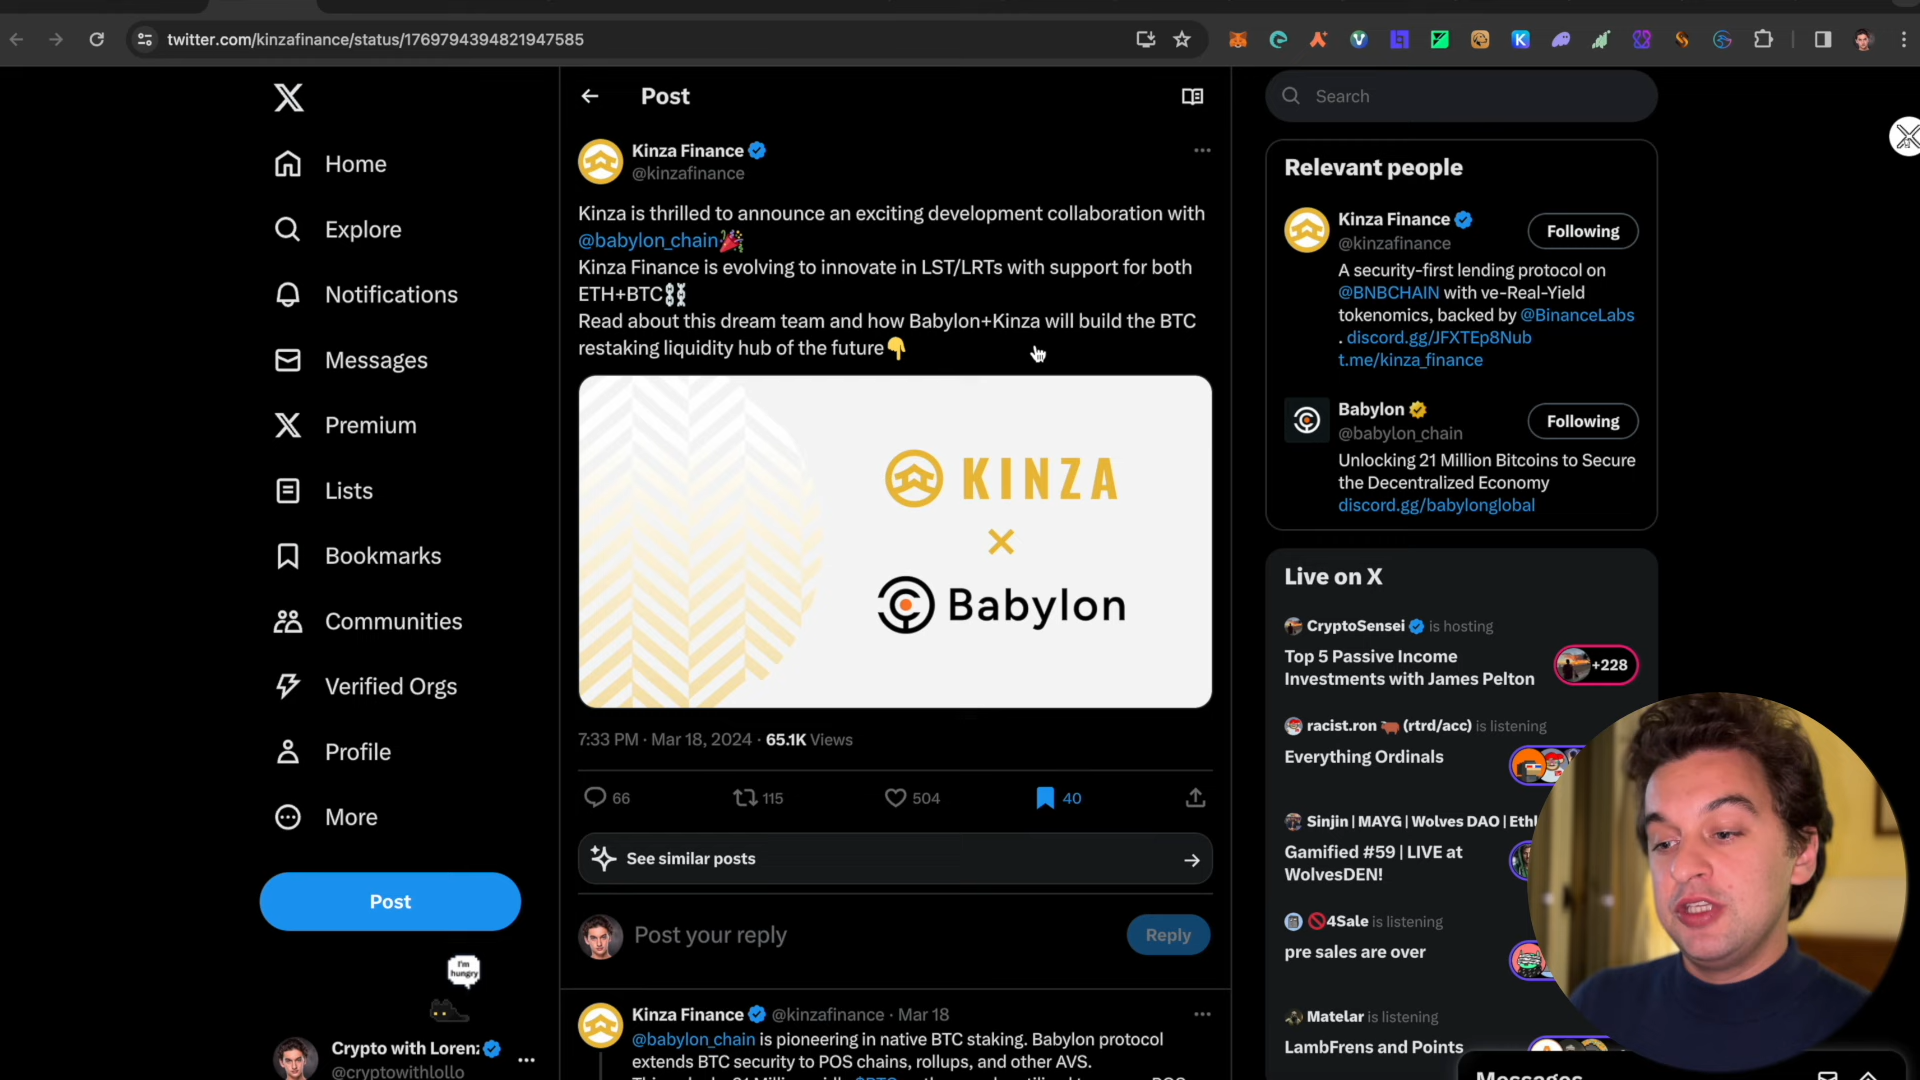 twitter.com/kinzafinance/status/1769794394821947585
Home
Explore
Notifications
Messages
Premium
Lists
Bookmarks
Communities
Verified Orgs
Profile
More
Post
I'm
hungry
Crypto with Loren
@cryptowithlollo
Post
Kinza Finance
@kinzafinance
Kinza is thrilled to announce an exciting development collaboration with
@babylon_chain🎉
Kinza Finance is evolving to innovate in LST/LRTs with support for both
ETH+BTC⛓️⛓️
Read about this dream team and how Babylon+Kinza will build the BTC
restaking liquidity hub of the future👇
KINZA
×
Babylon
7:33 PM · Mar 18, 2024 · 65.1K Views
66
115
504
40
See similar posts
Post your reply
Reply
Kinza Finance @kinzafinance · Mar 18
@babylon_chain is pioneering in native BTC staking. Babylon protocol
extends BTC security to POS chains, rollups, and other AVS.
Search
Relevant people
Kinza Finance
@kinzafinance
Following
A security-first lending protocol on
@BNBCHAIN with ve-Real-Yield
tokenomics, backed by @BinanceLabs
. discord.gg/JFXTEp8Nub
t.me/kinza_finance
Babylon
@babylon_chain
Following
Unlocking 21 Million Bitcoins to Secure
the Decentralized Economy
discord.gg/babylonglobal
Live on X
CryptoSensei is hosting
Top 5 Passive Income
Investments with James Pelton
+228
racist.ron 🐂 (rtrd/acc) is listening
Everything Ordinals
Sinjin | MAYG | Wolves DAO | Eth
Gamified #59 | LIVE at
WolvesDEN!
🚫4Sale is listening
pre sales are over
Matelar is listening
LambFrens and Points
Messages